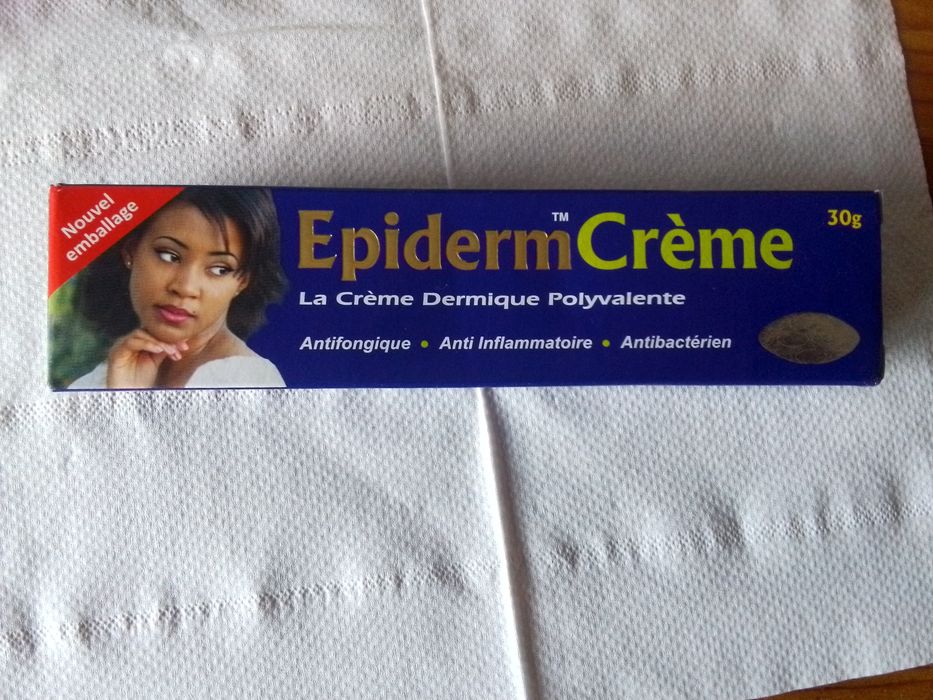 Nouvel
emballage
Epiderm™Crème
30g
La Crème Dermique Polyvalente
Antifongique • Anti Inflammatoire • Antibactérien